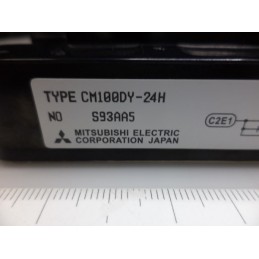 TYPE CM100DY-24H
NO S93AA5
MITSUBISHI ELECTRIC
CORPORATION JAPAN
C2E1